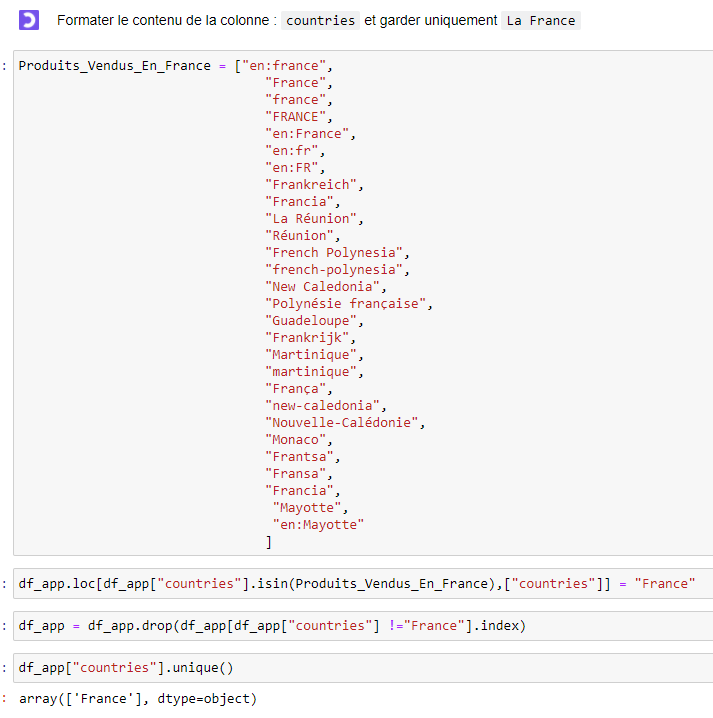 Formater le contenu de la colonne : countries et garder uniquement La France
: Produits_Vendus_En_France = ["en:france",
"France",
"france",
"FRANCE",
"en:France",
"en:fr",
"en:FR",
"Frankreich",
"Francia",
"La Réunion",
"Réunion",
"French Polynesia",
"french-polynesia",
"New Caledonia",
"Polynésie française",
"Guadeloupe",
"Frankrijk",
"Martinique",
"martinique",
"França",
"new-caledonia",
"Nouvelle-Calédonie",
"Monaco",
"Frantsa",
"Fransa",
"Francia",
"Mayotte",
"en:Mayotte"
]
: df_app.loc[df_app["countries"].isin(Produits_Vendus_En_France),["countries"]] = "France"
: df_app = df_app.drop(df_app[df_app["countries"] !="France"].index)
: df_app["countries"].unique()
: array(['France'], dtype=object)